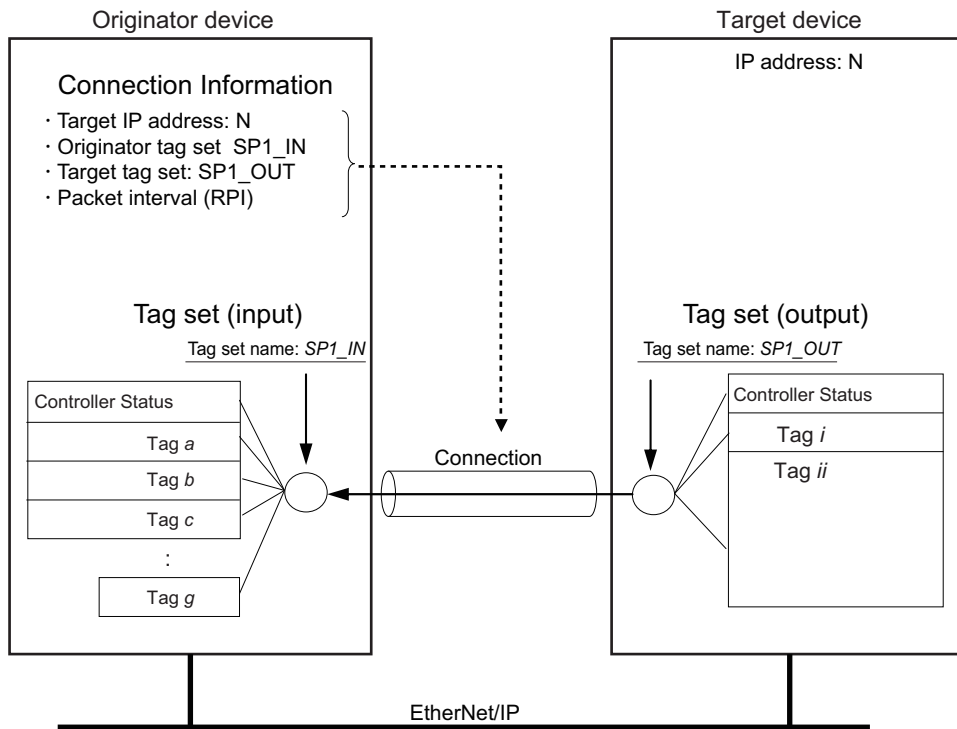 Originator device
Target device
IP address: N
Connection Information
· Target IP address: N
· Originator tag set  SP1_IN
· Target tag set: SP1_OUT
· Packet interval (RPI)
Tag set (input)
Tag set name: SP1_IN
Tag set (output)
Tag set name: SP1_OUT
Controller Status
Tag a
Tag b
Tag c
:
Tag g
Connection
Controller Status
Tag i
Tag ii
EtherNet/IP